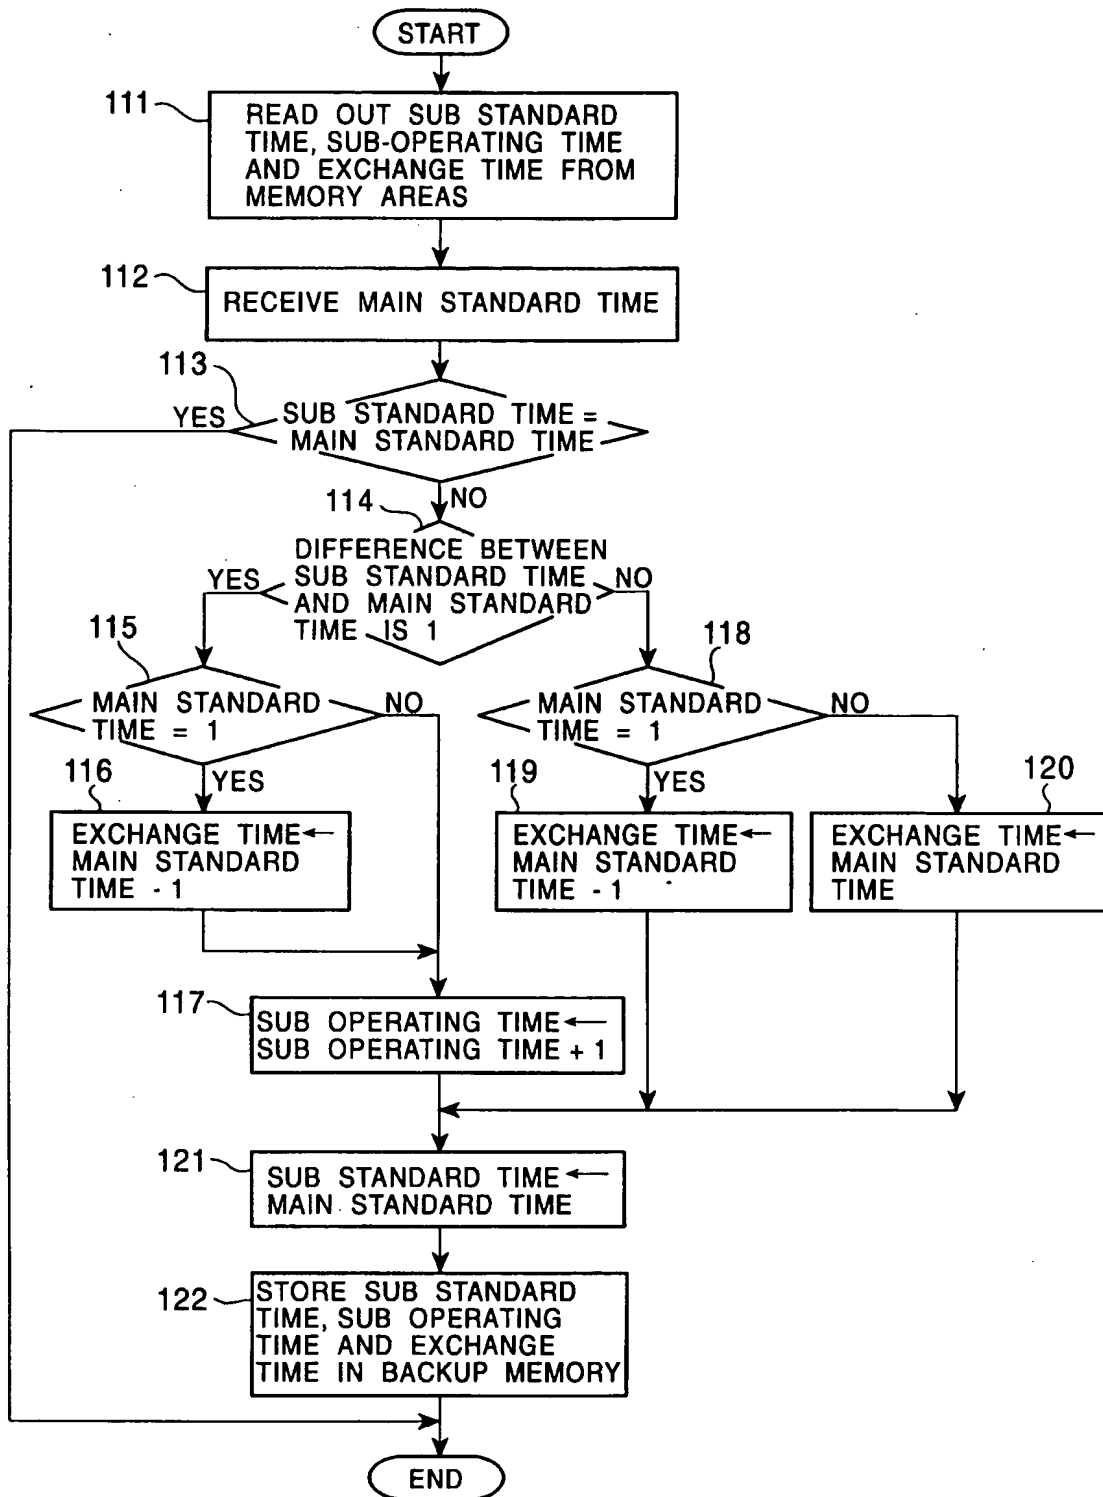 START
111
READ OUT SUB STANDARD
TIME, SUB-OPERATING TIME
AND EXCHANGE TIME FROM
MEMORY AREAS
112
RECEIVE MAIN STANDARD TIME
113
YES
SUB STANDARD TIME =
MAIN STANDARD TIME
NO
114
DIFFERENCE BETWEEN
SUB STANDARD TIME
AND MAIN STANDARD
TIME IS 1
YES
NO
115
MAIN STANDARD
TIME = 1
NO
YES
118
MAIN STANDARD
TIME = 1
NO
YES
116
EXCHANGE TIME←
MAIN STANDARD
TIME - 1
119
EXCHANGE TIME←
MAIN STANDARD
TIME - 1
120
EXCHANGE TIME←
MAIN STANDARD
TIME
117
SUB OPERATING TIME←
SUB OPERATING TIME + 1
121
SUB STANDARD TIME←
MAIN STANDARD TIME
122
STORE SUB STANDARD
TIME, SUB OPERATING
TIME AND EXCHANGE
TIME IN BACKUP MEMORY
END